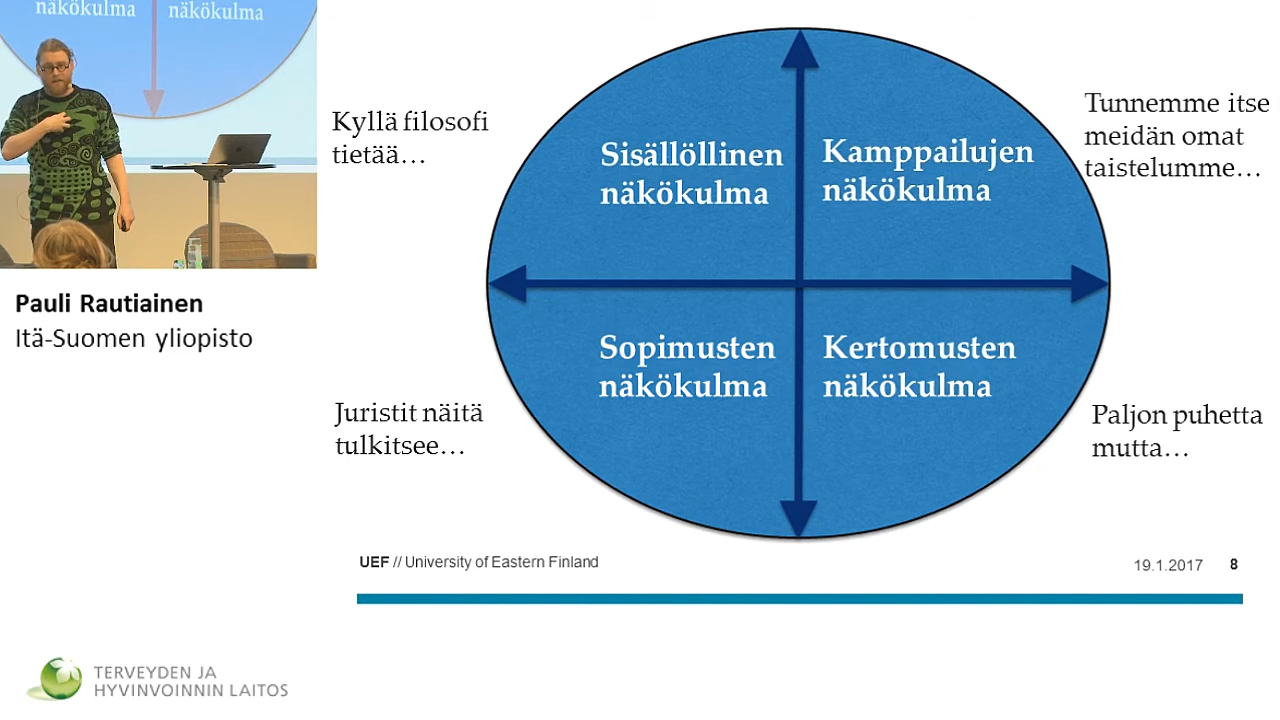 näkökulma
näkökulma
Pauli Rautiainen
Itä-Suomen yliopisto
Kyllä filosofi
tietää…
Sisällöllinen
näkökulma
Kamppailujen
näkökulma
Tunnemme itse
meidän omat
taistelumme…
Juristit näitä
tulkitsee…
Sopimusten
näkökulma
Kertomusten
näkökulma
Paljon puhetta
mutta…
UEF // University of Eastern Finland
19.1.2017 8
TERVEYDEN JA
HYVINVOINNIN LAITOS